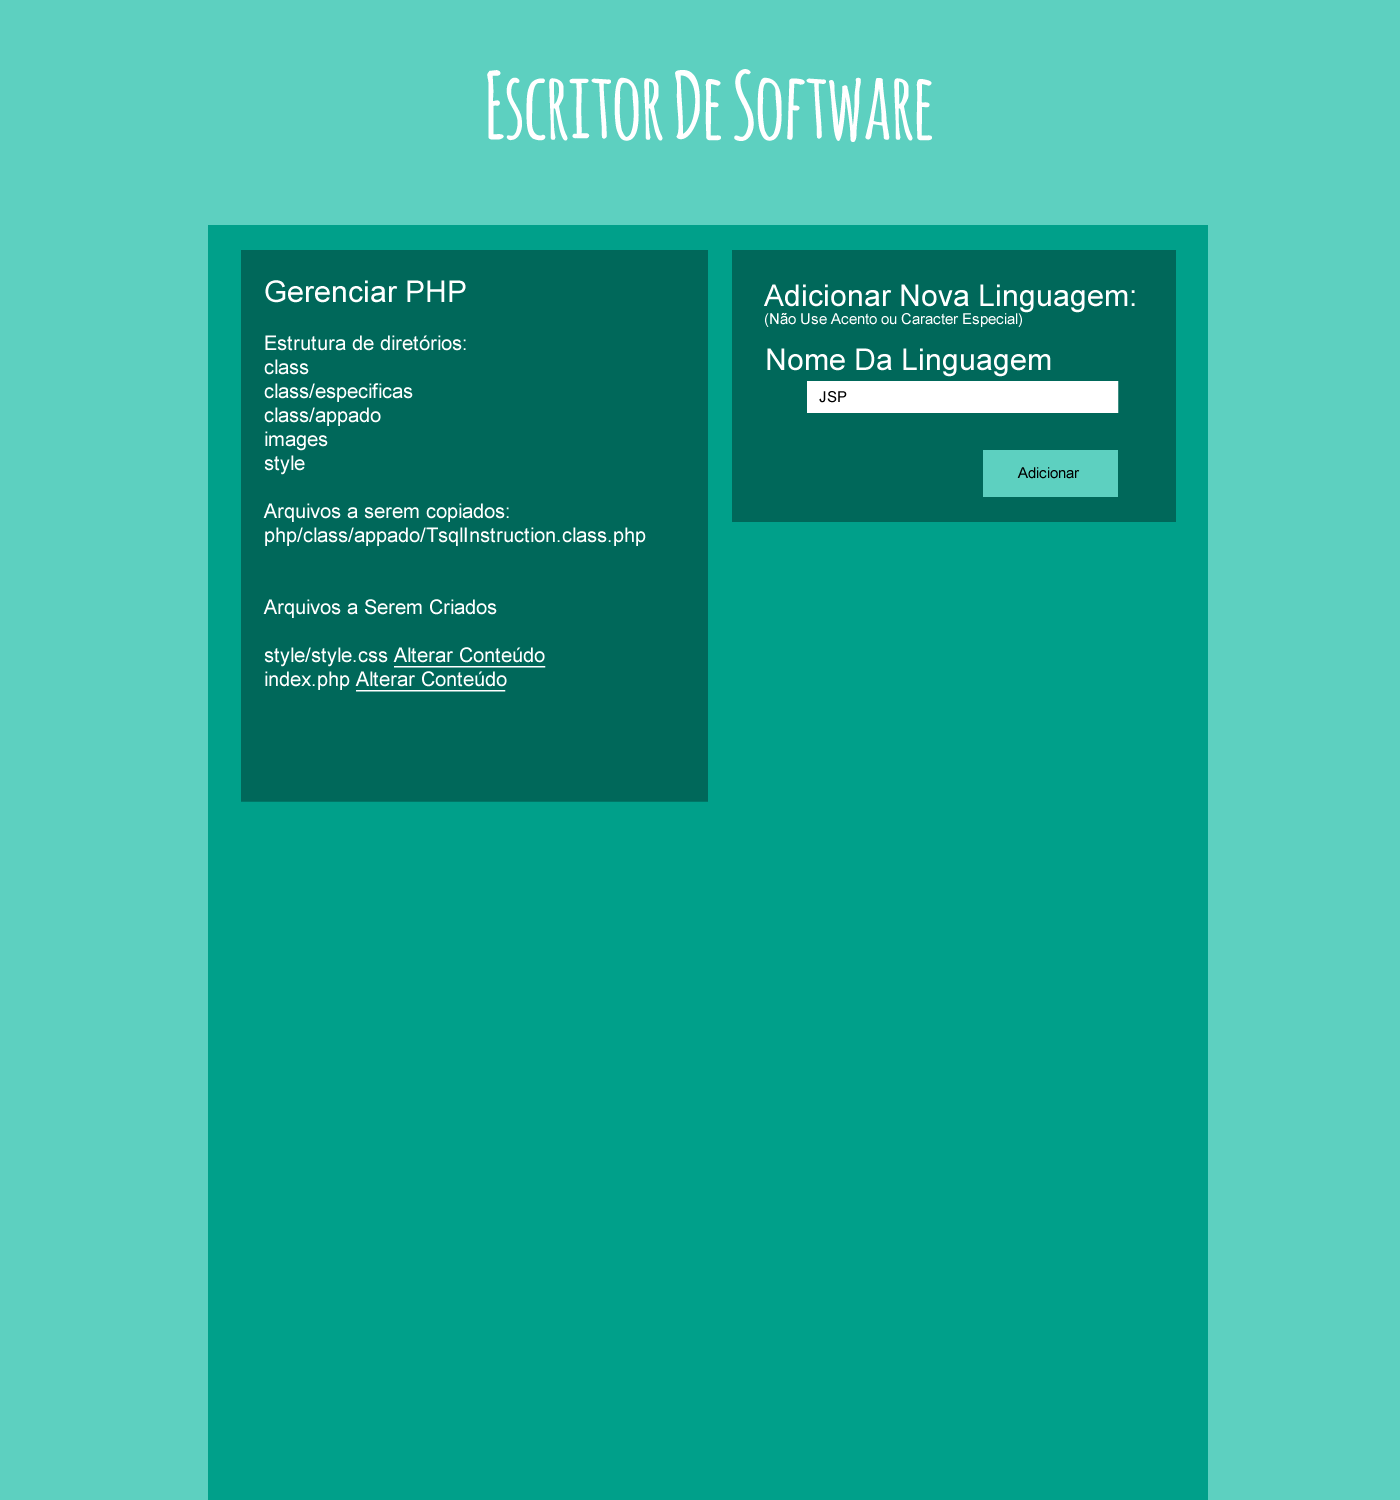 Escritor De Software
Gerenciar PHP
Estrutura de diretórios:
class
class/especificas
class/appado
images
style
Arquivos a serem copiados:
php/class/appado/TsqlInstruction.class.php
Arquivos a Serem Criados
style/style.css Alterar Conteúdo
index.php Alterar Conteúdo
Adicionar Nova Linguagem:
(Não Use Acento ou Caracter Especial)
Nome Da Linguagem
JSP
Adicionar